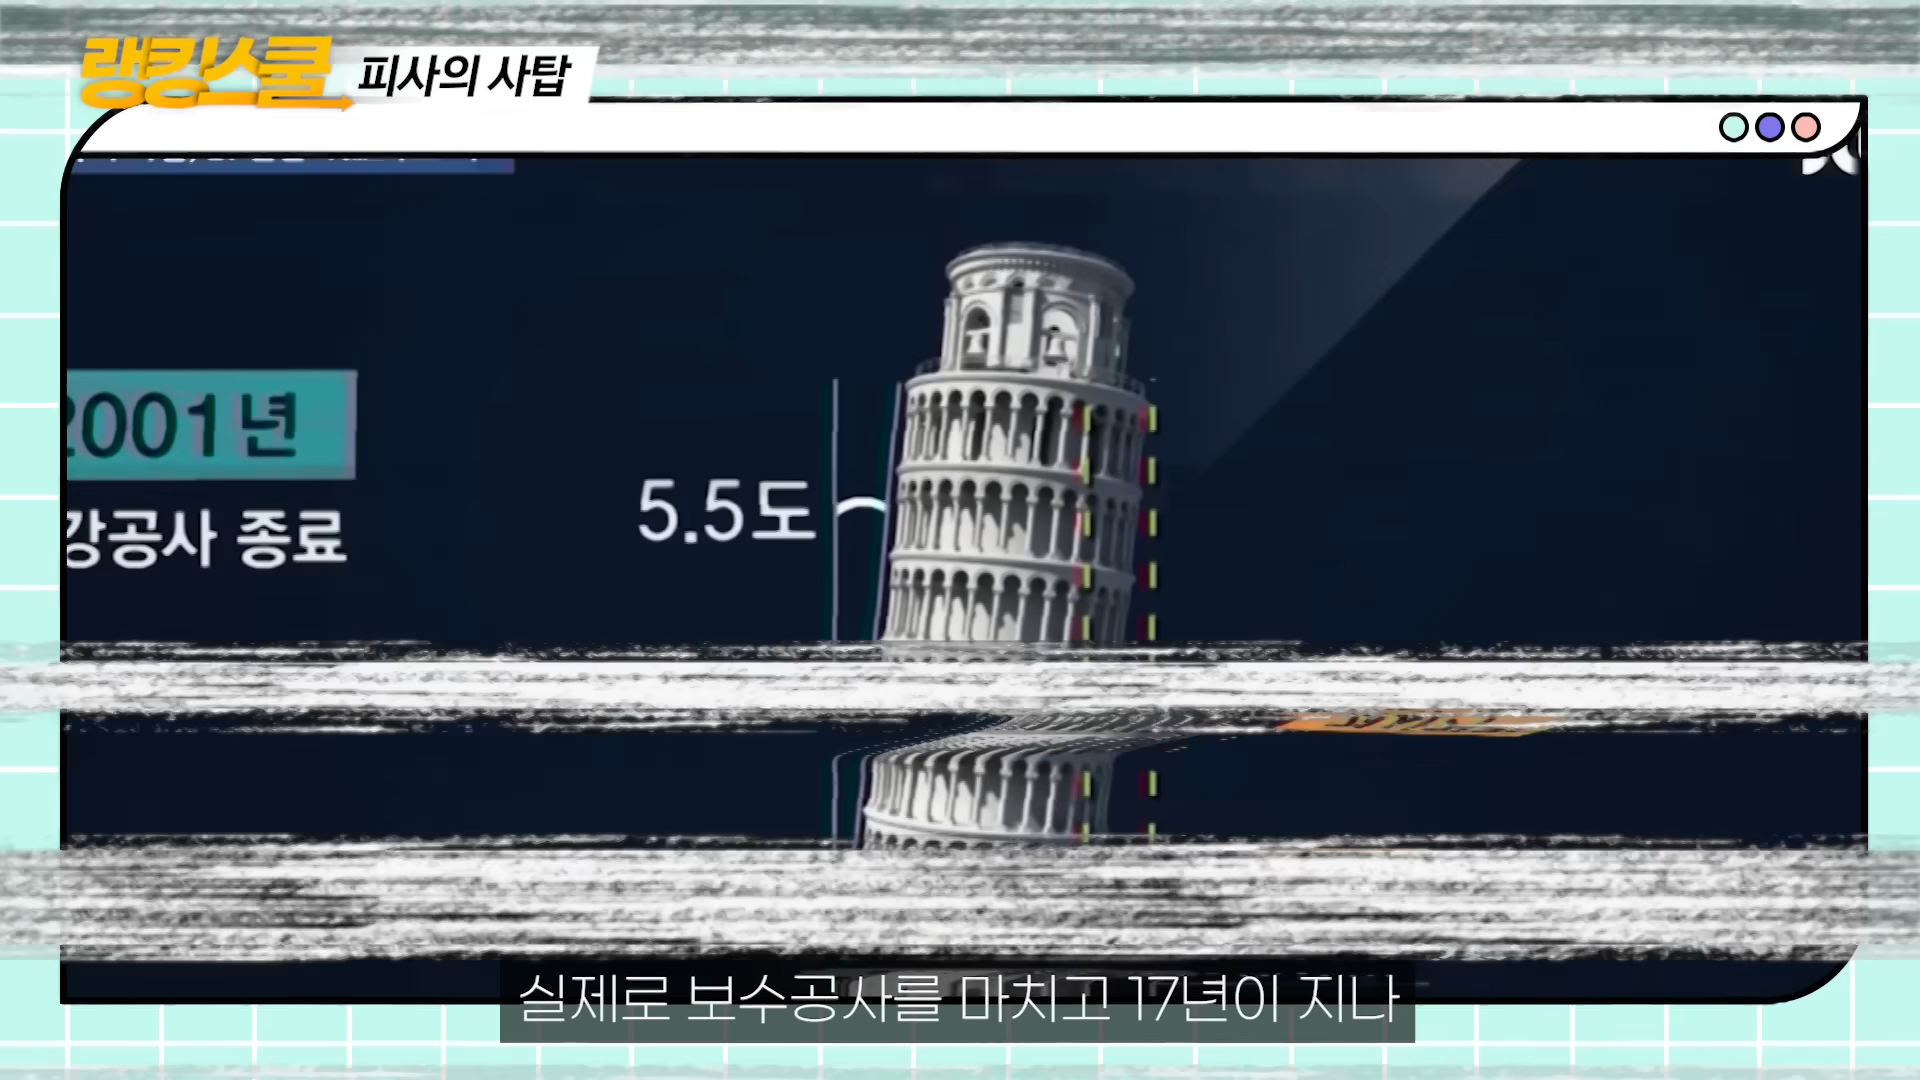 랭킹스쿨
피사의 사탑
2001년
강공사 종료
5.5도
실제로 보수공사를 마치고 17년이 지나